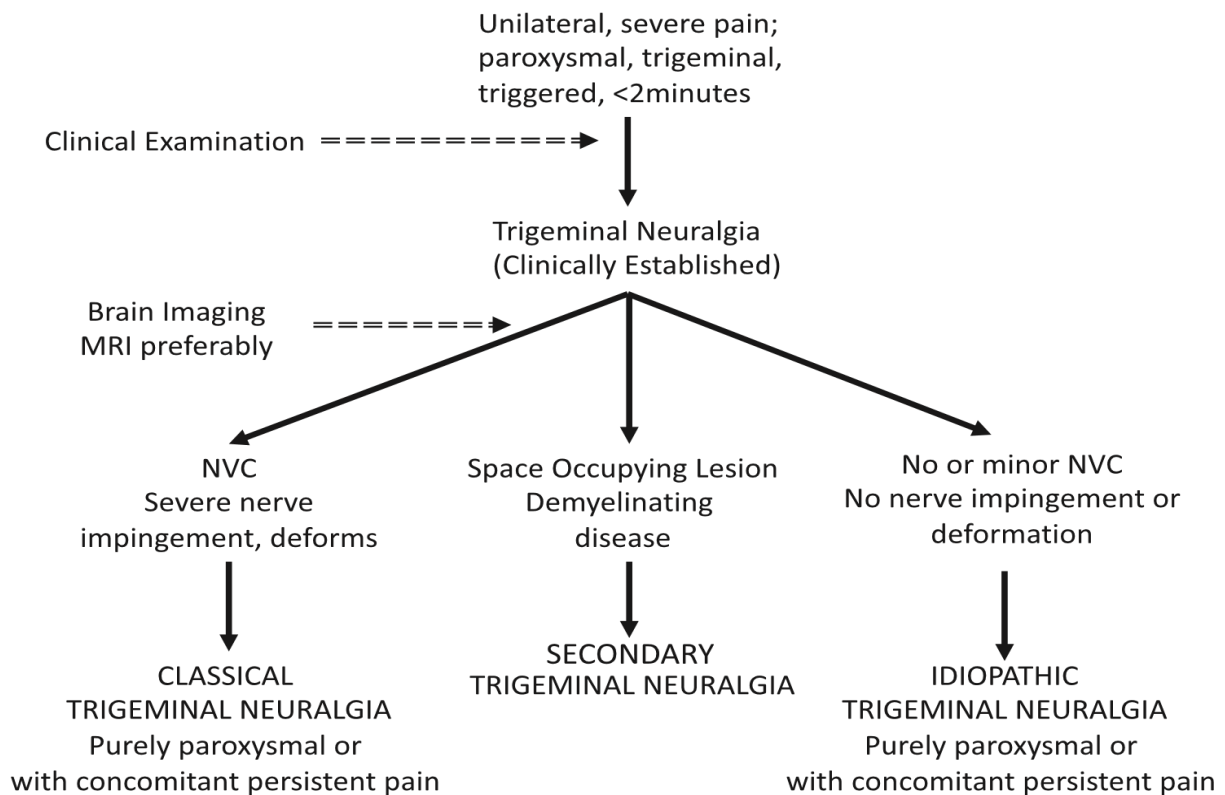 Unilateral, severe pain;
paroxysmal, trigeminal,
triggered, <2minutes
Clinical Examination
Trigeminal Neuralgia
(Clinically Established)
Brain Imaging
MRI preferably
NVC
Severe nerve
impingement, deforms
Space Occupying Lesion
Demyelinating
disease
No or minor NVC
No nerve impingement or
deformation
CLASSICAL
TRIGEMINAL NEURALGIA
Purely paroxysmal or
with concomitant persistent pain
SECONDARY
TRIGEMINAL NEURALGIA
IDIOPATHIC
TRIGEMINAL NEURALGIA
Purely paroxysmal or
with concomitant persistent pain